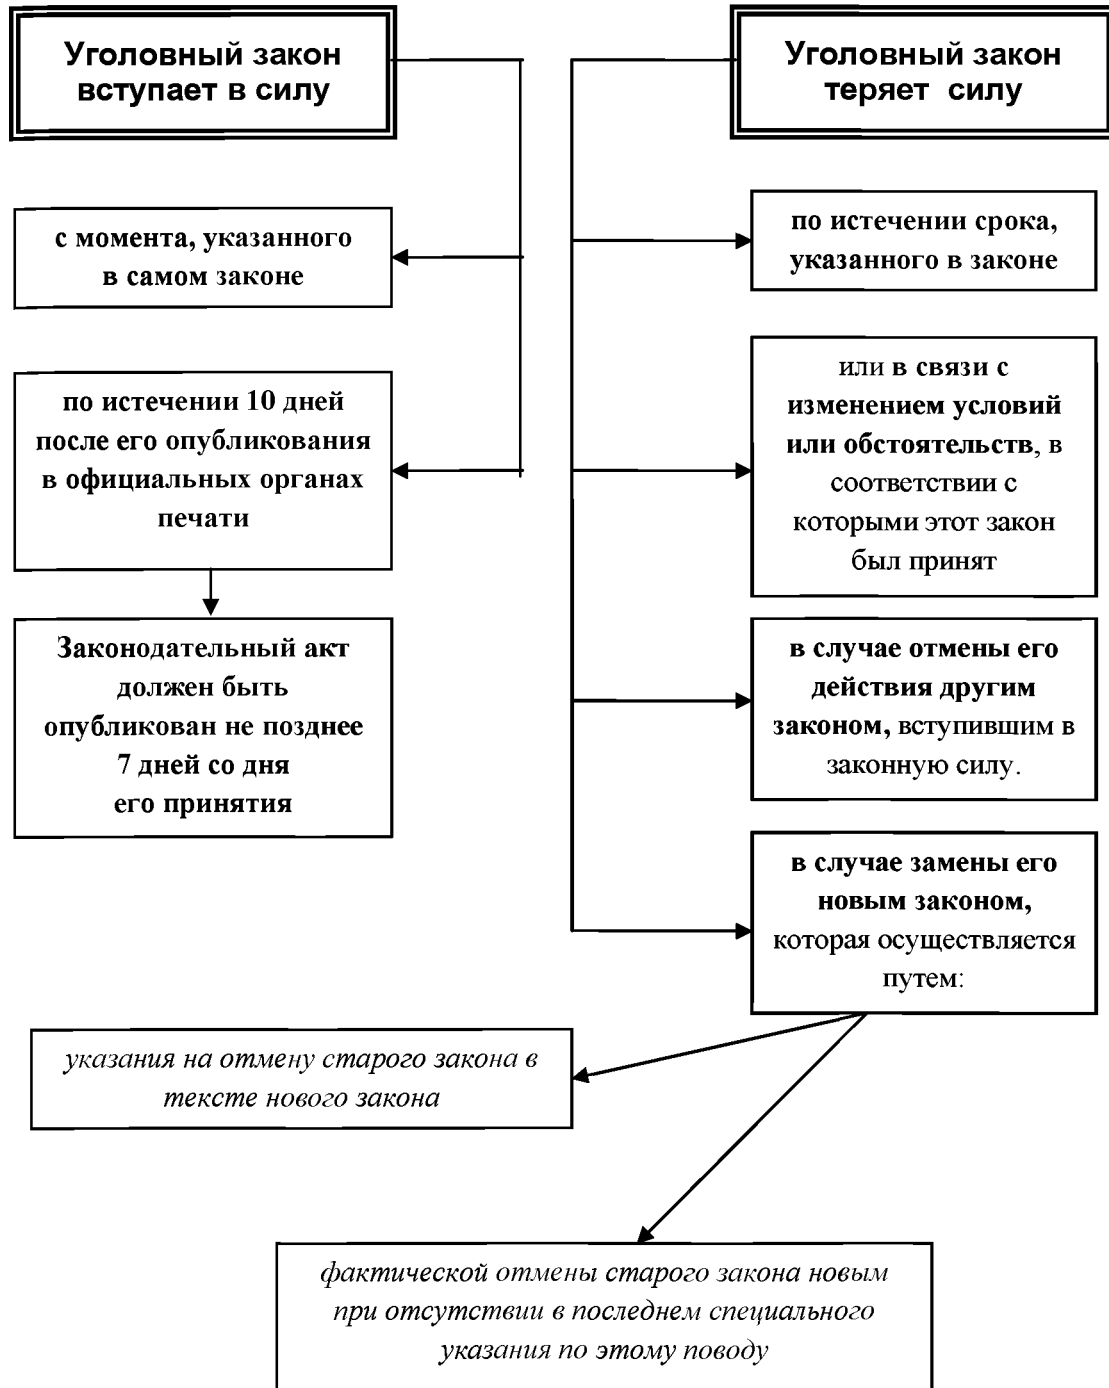 Уголовный закон
вступает в силу
с момента, указанного
в самом законе
по истечении 10 дней
после его опубликования
в официальных органах
печати
Законодательный акт
должен быть
опубликован не позднее
7 дней со дня
его принятия
Уголовный закон
теряет силу
по истечении срока,
указанного в законе
или в связи с
изменением условий
или обстоятельств, в
соответствии с
которыми этот закон
был принят
в случае отмены его
действия другим
законом, вступившим в
законную силу.
в случае замены его
новым законом,
которая осуществляется
путем:
указания на отмену старого закона в
тексте нового закона
фактической отмены старого закона новым
при отсутствии в последнем специального
указания по этому поводу